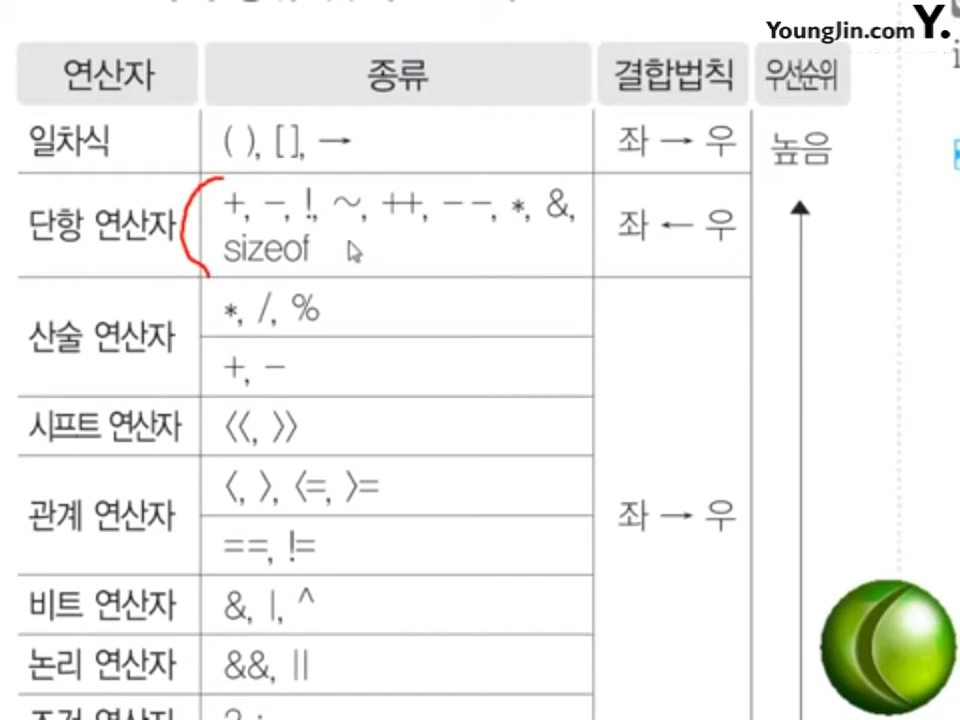 YoungJin.com Y.
연산자 종류 결합법칙 우선순위
일차식 ( ), [ ], → 좌 → 우 높음
단항 연산자 +, −, !, ~, ++, −−, *, &, sizeof 좌 ← 우
산술 연산자 *, /, %
+, −
시프트 연산자 〈〈, 〉〉
관계 연산자 〈, 〉, 〈=, 〉=
==, != 좌 → 우
비트 연산자 &, |, ^
논리 연산자 &&, ||